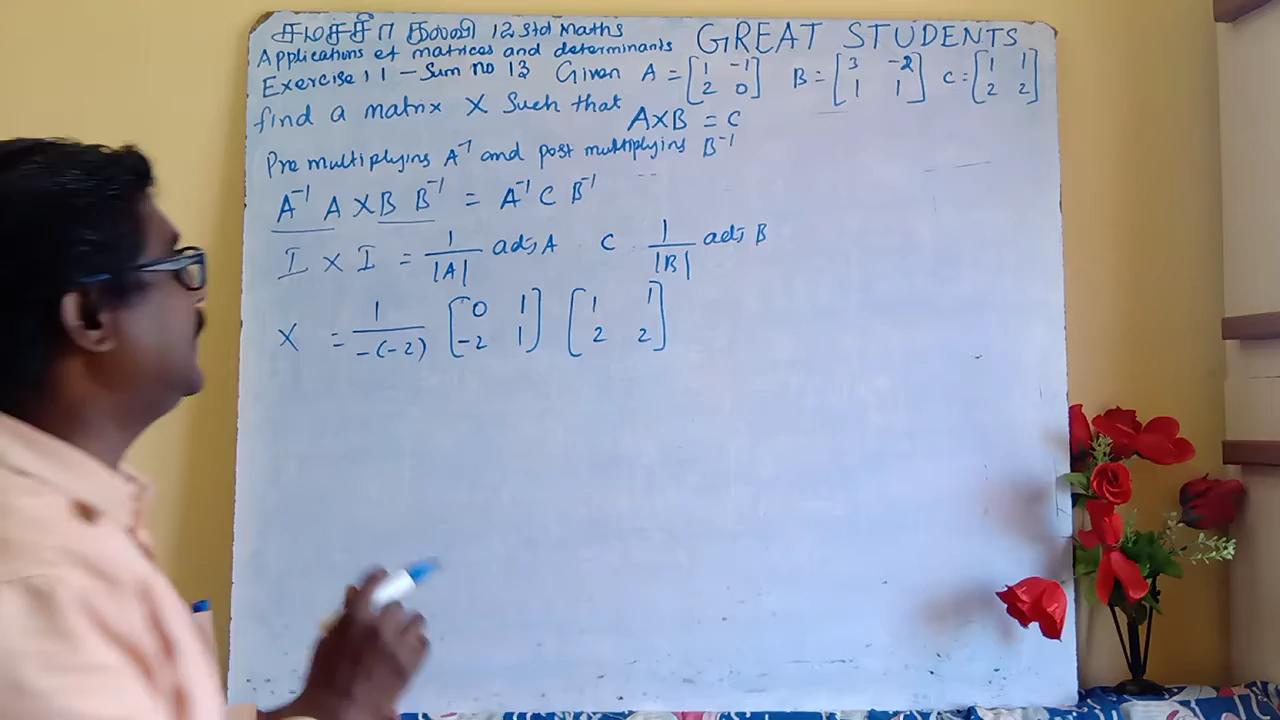 சமச்சீர் கல்வி 12 Std Maths GREAT STUDENTS
Applications of matrices and determinants
Exercise 1.1 - Sum no 13 Given A = [1 -1 2 0] B = [3 -2 1 1] C = [1 1 2 2]
find a matrix X Such that A X B = C
Pre multiplying A⁻¹ and post multiplying B⁻¹
A⁻¹ A X B B⁻¹ = A⁻¹ C B⁻¹
I X I = 1/|A| adj A . C . 1/|B| adj B
X = 1/-(-2) [0 1 -2 1] [1 1 2 2]